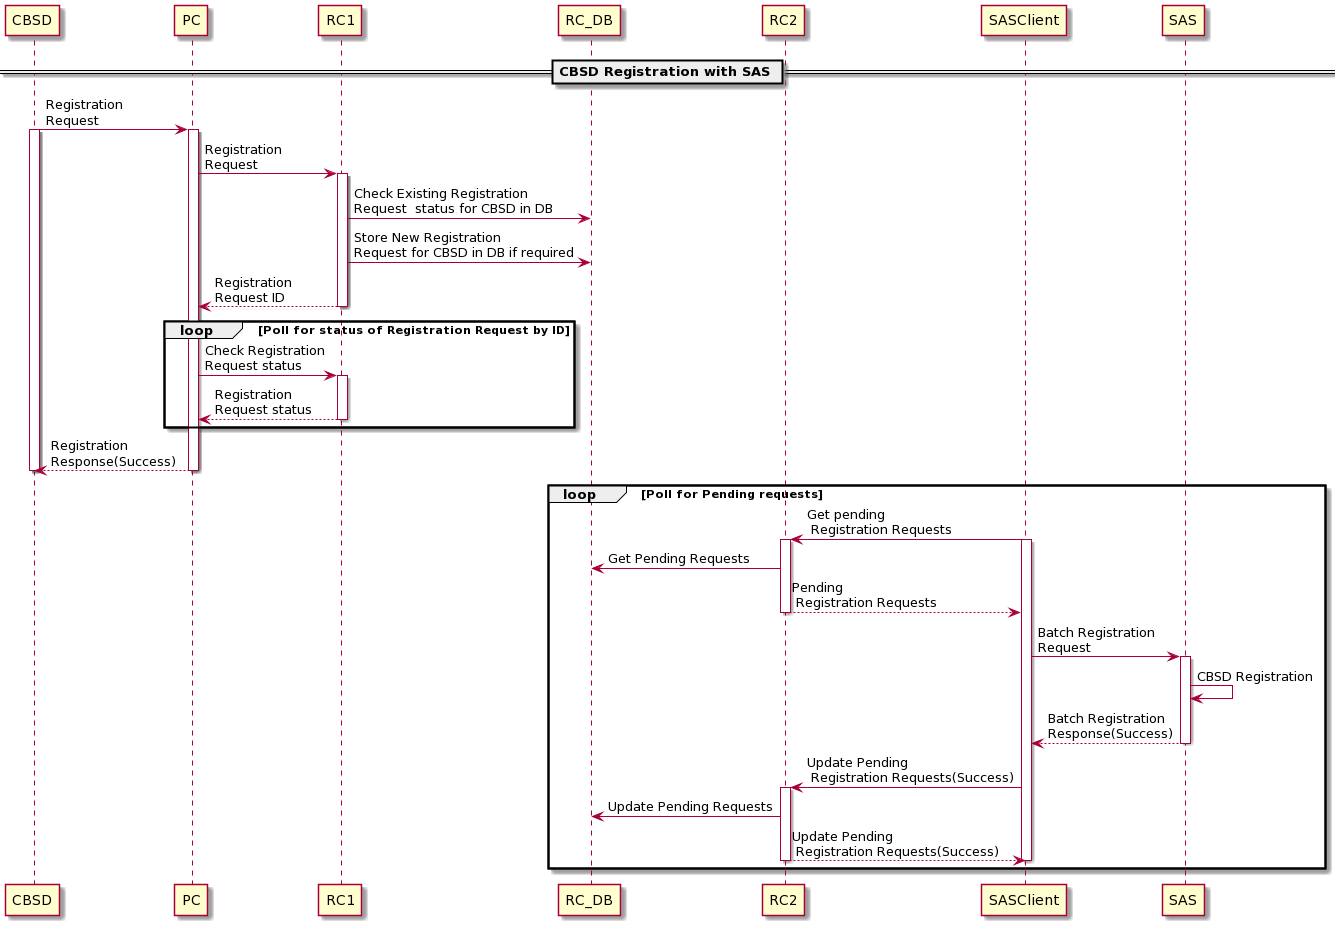 CBSD PC RC1 RC_DB RC2 SASClient SAS
CBSD Registration with SAS
Registration
Request
Registration
Request
Check Existing Registration
Request  status for CBSD in DB
Store New Registration
Request for CBSD in DB if required
Registration
Request ID
loop [Poll for status of Registration Request by ID]
Check Registration
Request status
Registration
Request status
Registration
Response(Success)
loop [Poll for Pending requests]
Get pending
Registration Requests
Get Pending Requests
Pending
Registration Requests
Batch Registration
Request
CBSD Registration
Batch Registration
Response(Success)
Update Pending
Registration Requests(Success)
Update Pending Requests
Update Pending
Registration Requests(Success)
CBSD PC RC1 RC_DB RC2 SASClient SAS